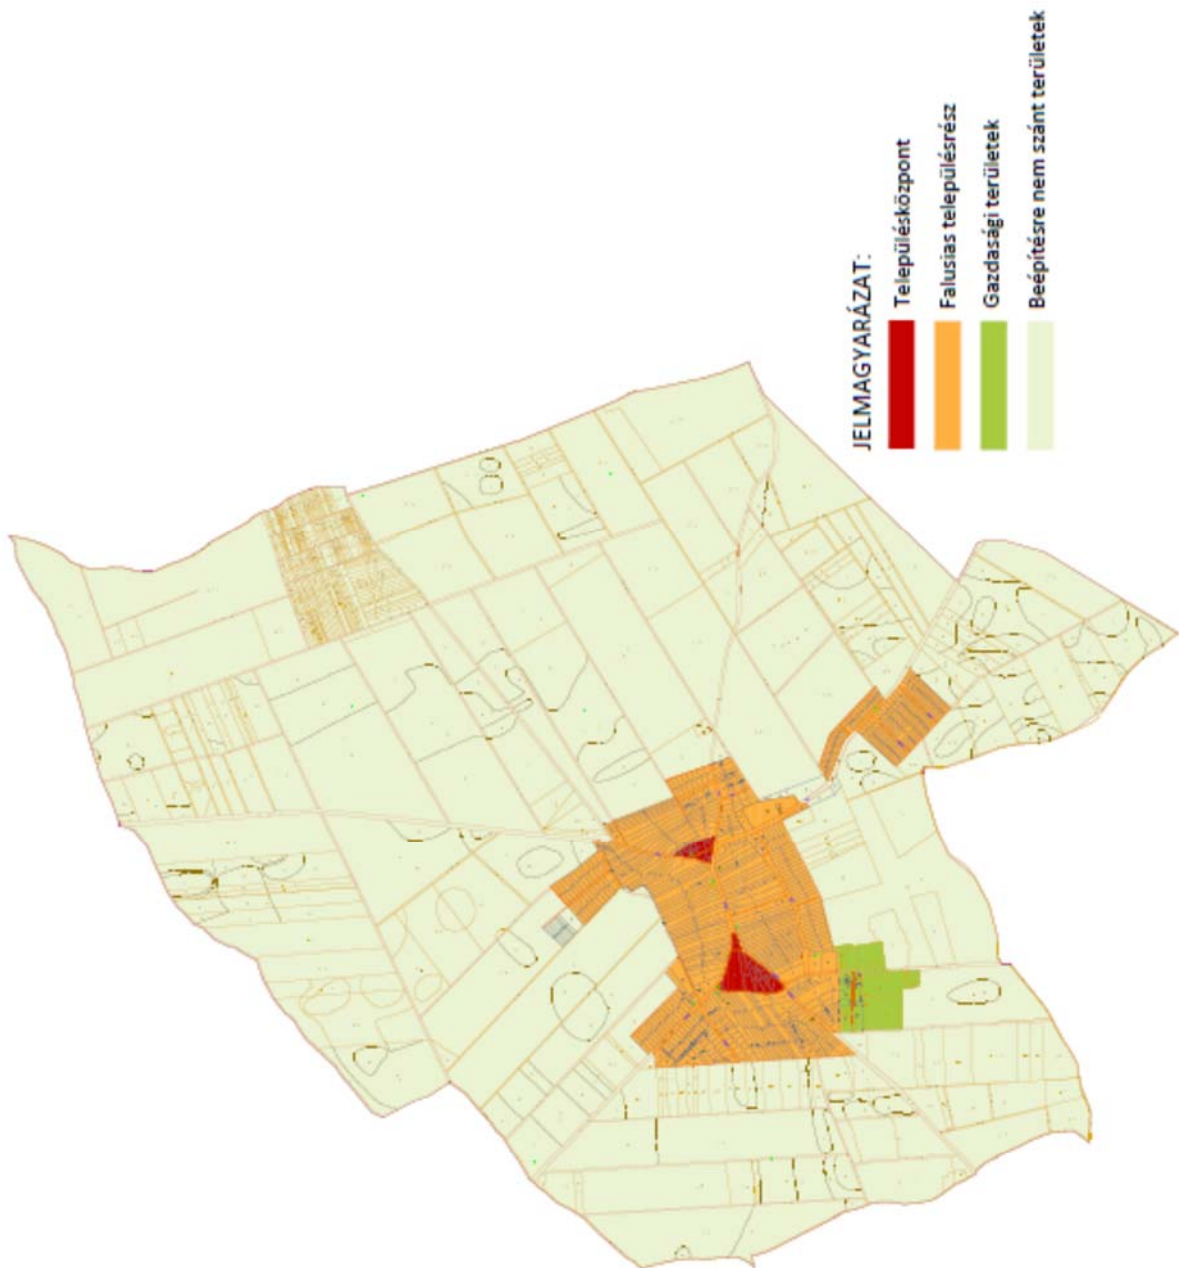 JELMAGYARÁZAT:
Településközpont
Falusias településrész
Gazdasági területek
Beépítésre nem szánt területek